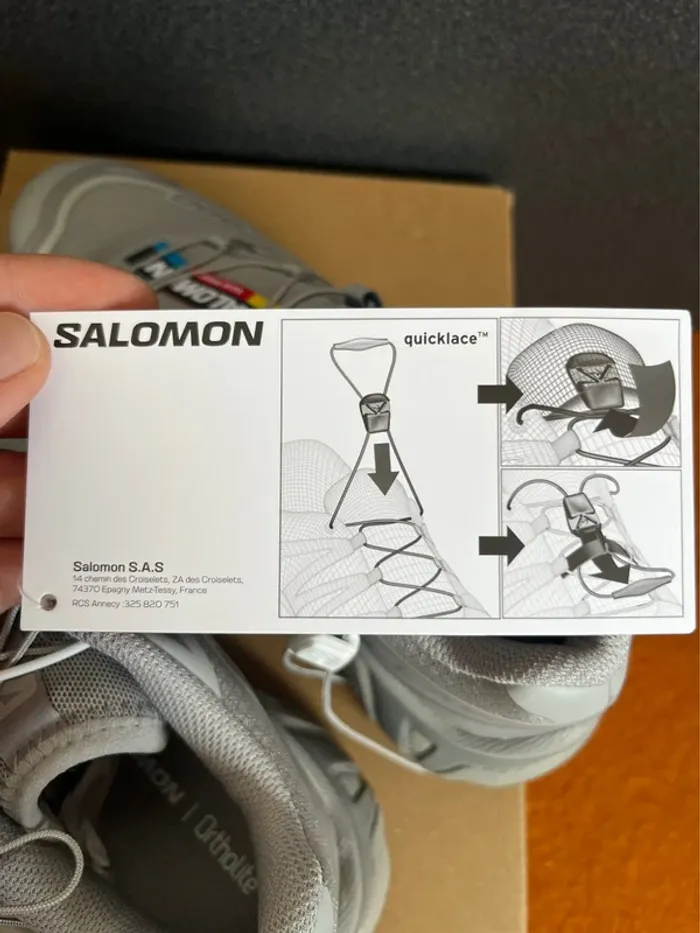 SALOMON
quicklace™
Salomon S.A.S
14 chemin des Croiselets, ZA des Croiselets,
74370 Epagny Metz-Tessy, France
RCS Annecy :325 820 751
Ortholite